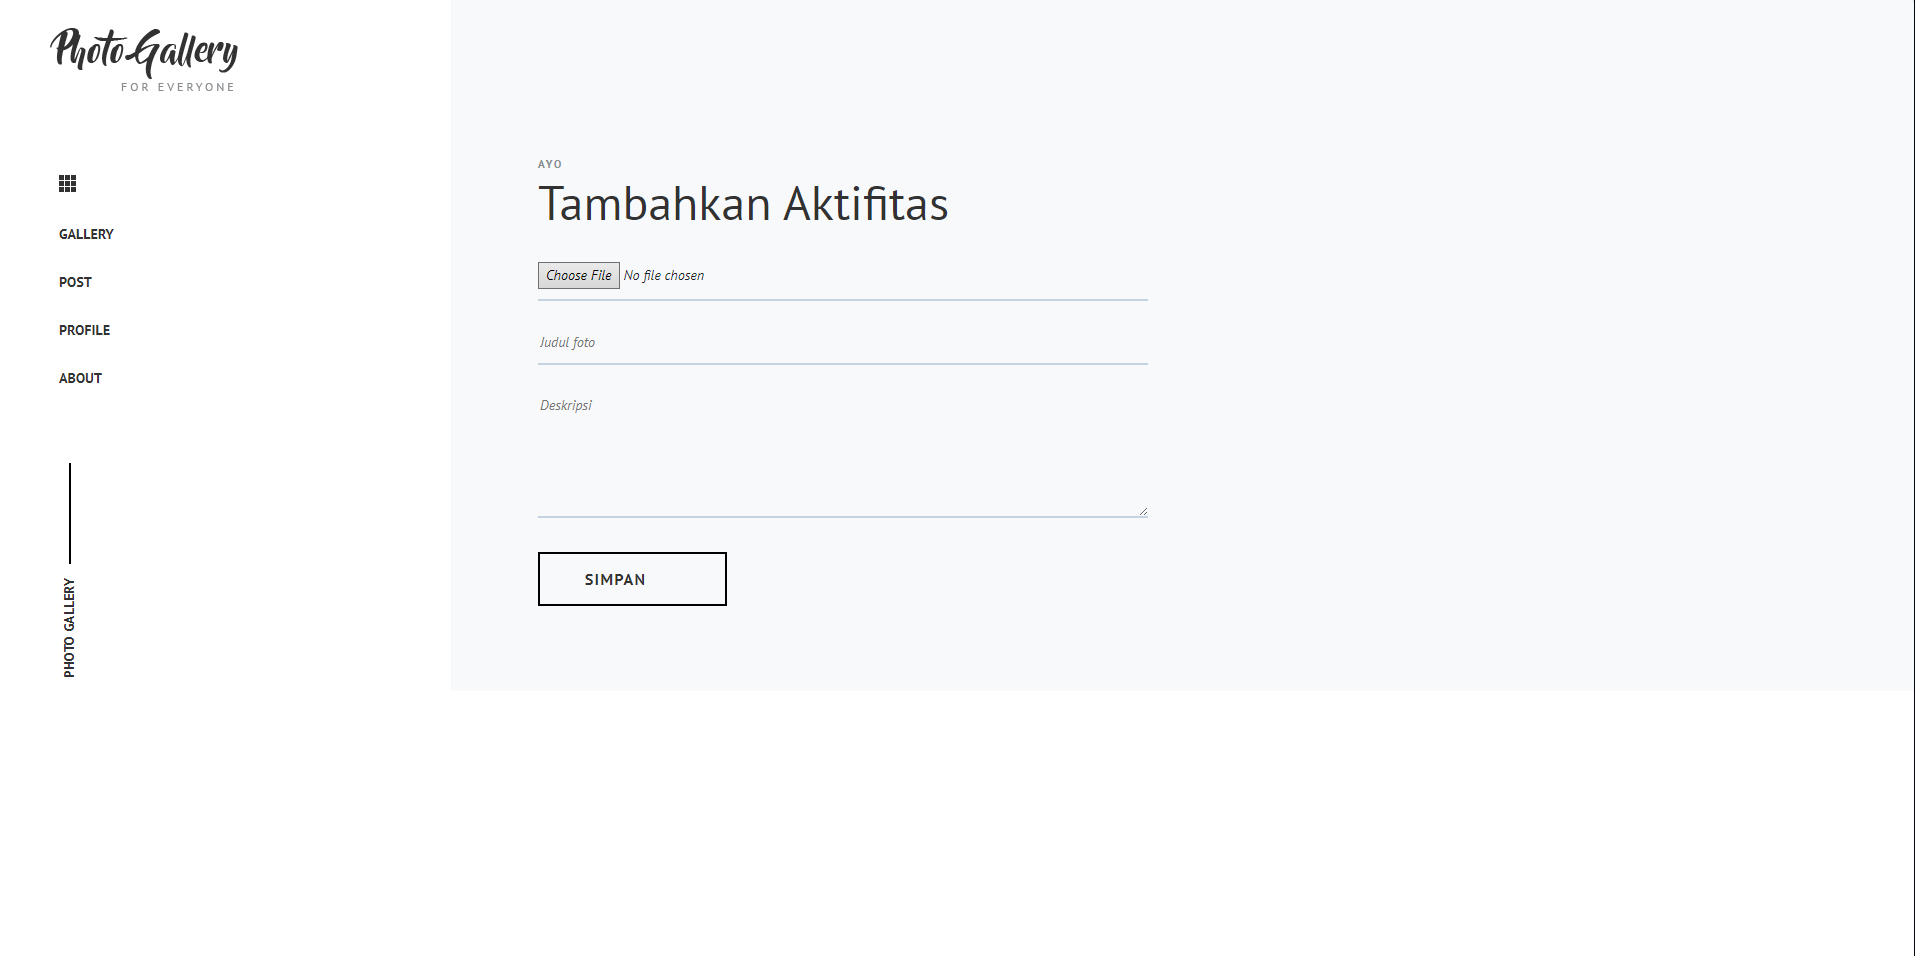 Photo Gallery
FOR EVERYONE
GALLERY
POST
PROFILE
ABOUT
PHOTO GALLERY
AYO
Tambahkan Aktifitas
Choose File No file chosen
Judul foto
Deskripsi
SIMPAN